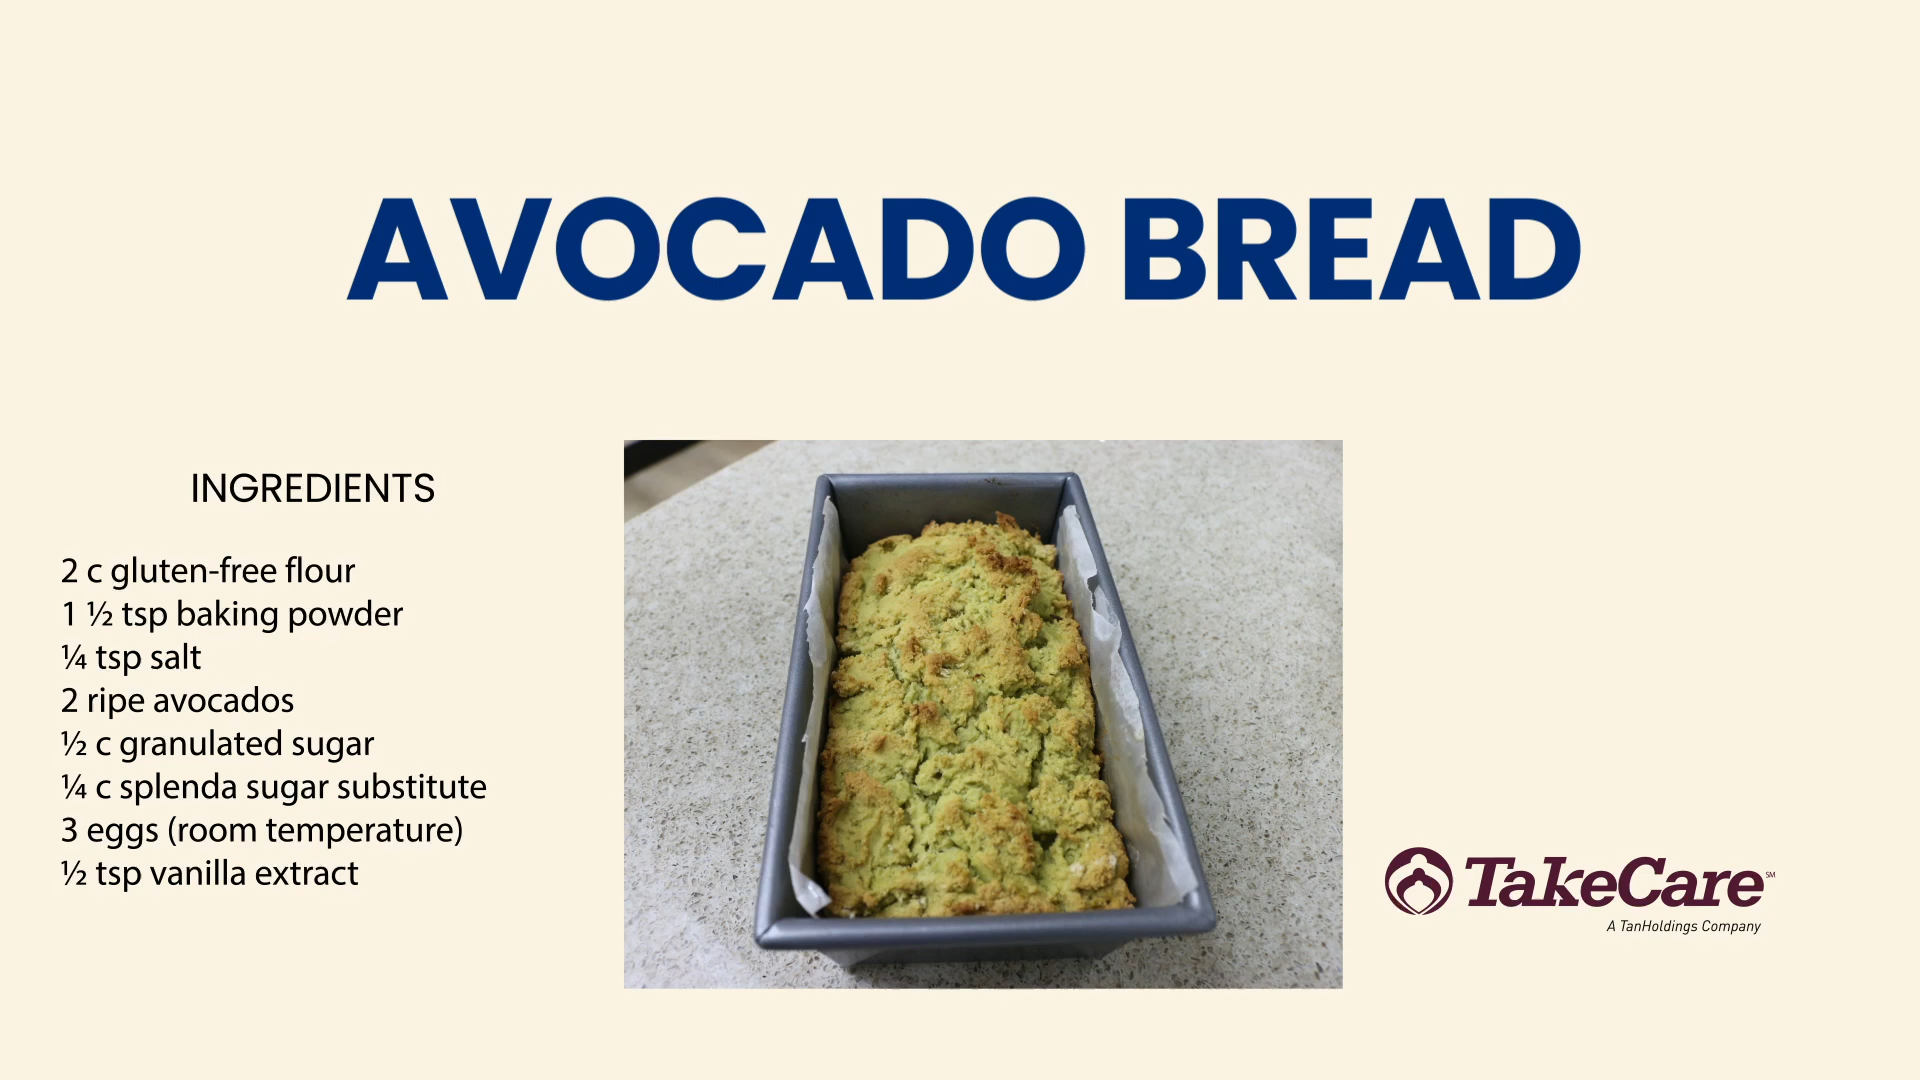 AVOCADO BREAD
INGREDIENTS
2 c gluten-free flour
1 ½ tsp baking powder
¼ tsp salt
2 ripe avocados
½ c granulated sugar
¼ c splenda sugar substitute
3 eggs (room temperature)
½ tsp vanilla extract
TakeCare SM
A TanHoldings Company